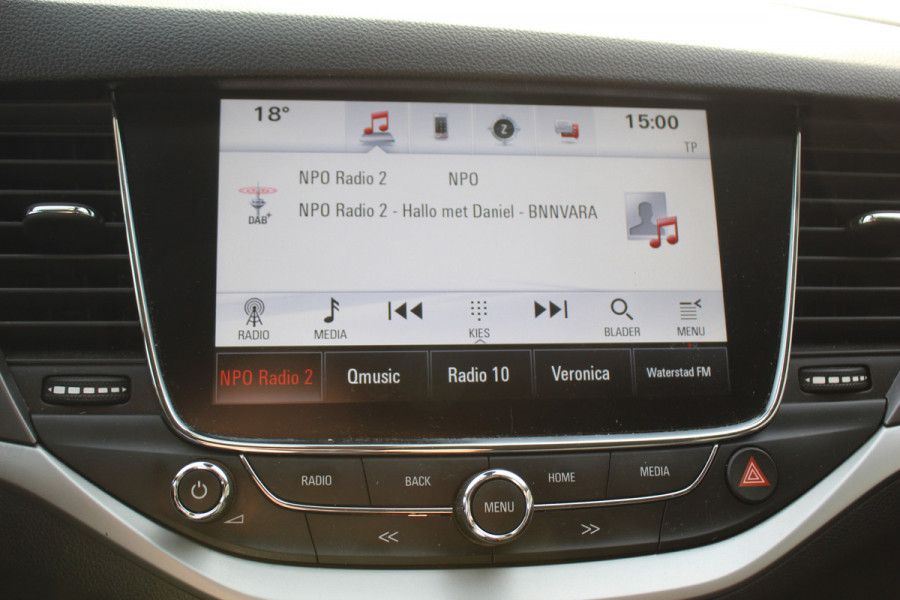 18° 15:00
TP
NPO Radio 2 NPO
NPO Radio 2 - Hallo met Daniel - BNNVARA
DAB+
RADIO MEDIA KIES BLADER MENU
NPO Radio 2 Qmusic Radio 10 Veronica Waterstad FM
RADIO BACK MENU HOME MEDIA